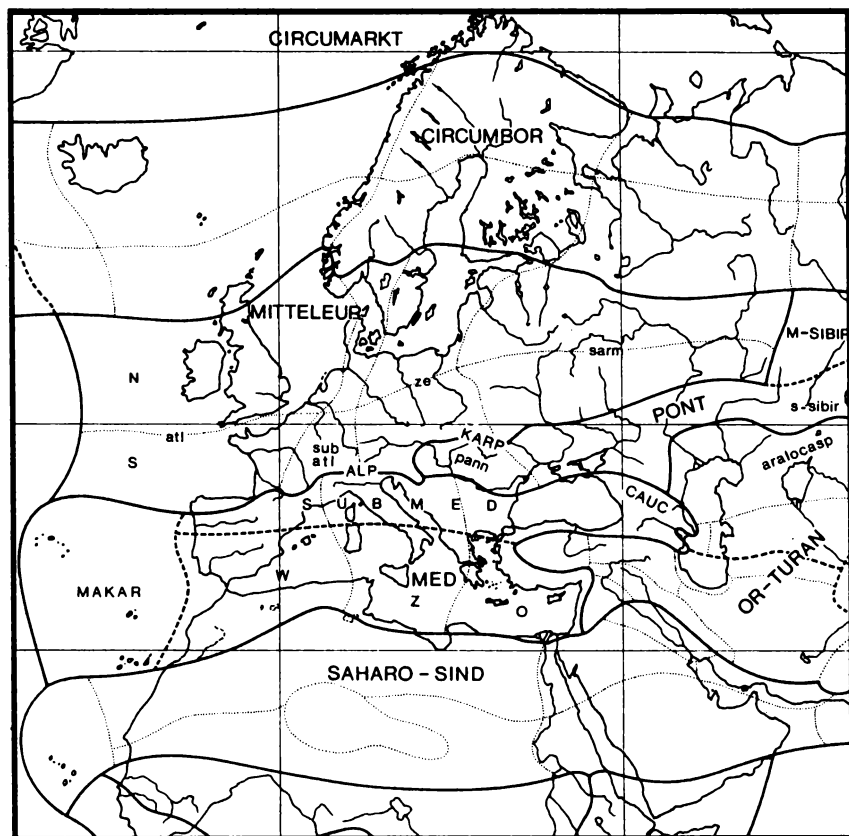 CIRCUMARKT
CIRCUMBOR
MITTELEUR
M-SIBIR
sarm
N
ze
s-sibir
PONT
atl
KARP
sub
atl
pann
aralocasp
S
ALP
CAUC
S U B M E D
W
MED
OR-TURAN
MAKAR
Z
O
SAHARO-SIND